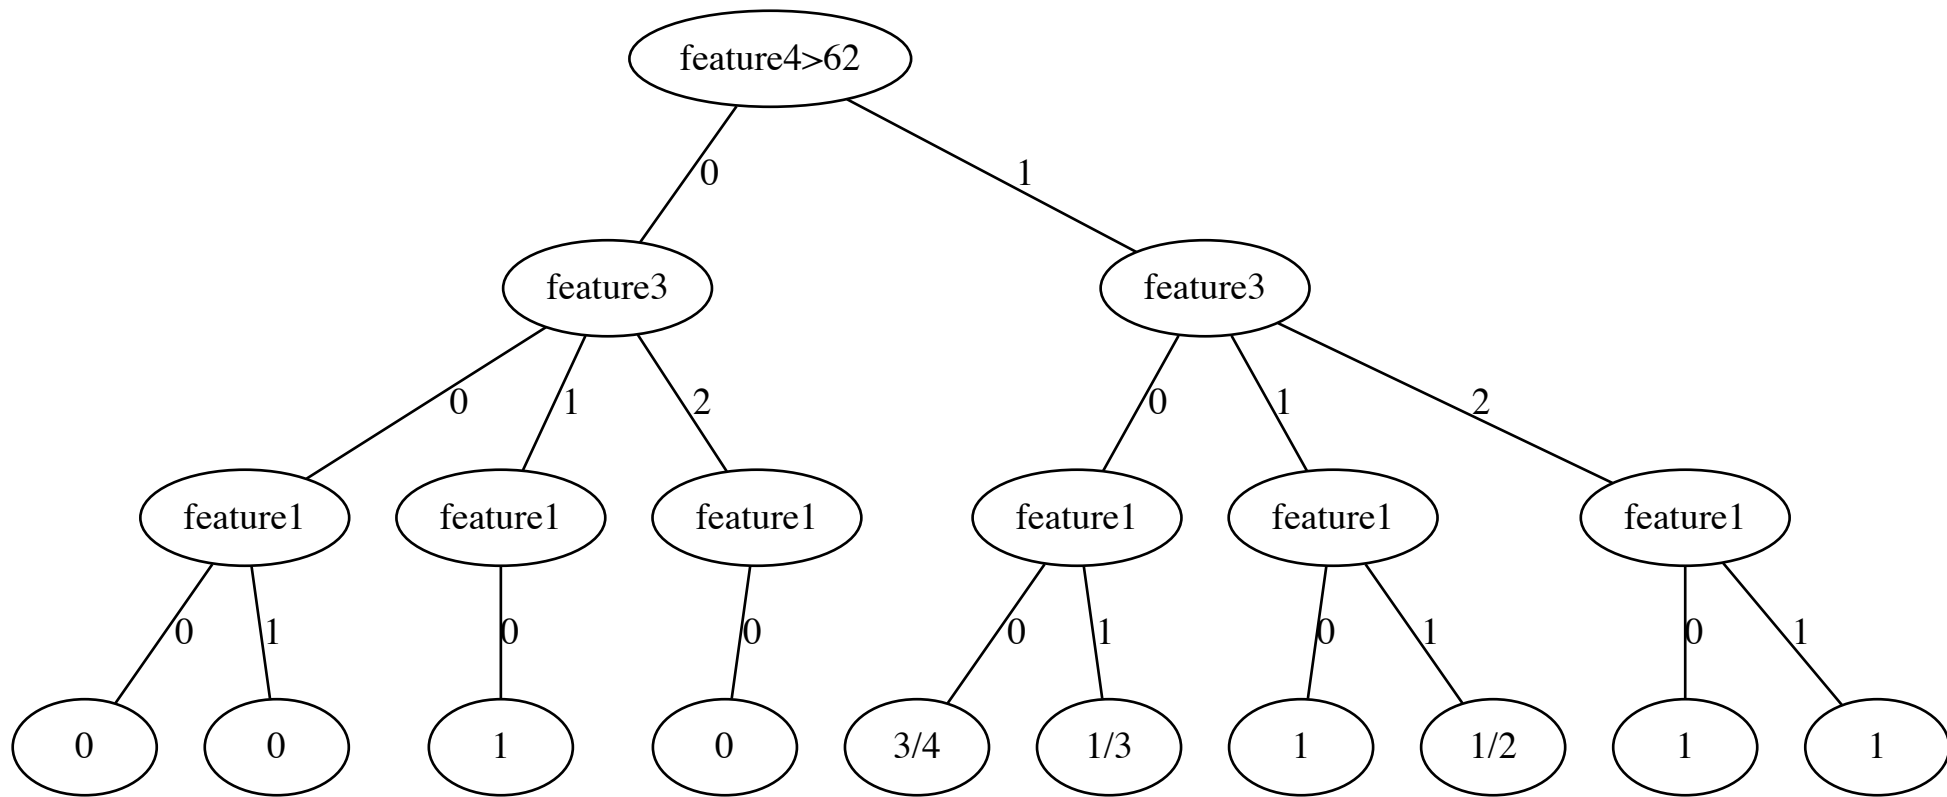 feature4>62
0 1
feature3 feature3
0 1 2 0 1 2
feature1 feature1 feature1 feature1 feature1 feature1
0 1 0 0 0 1 0 1 0 1
0 0 1 0 3/4 1/3 1 1/2 1 1